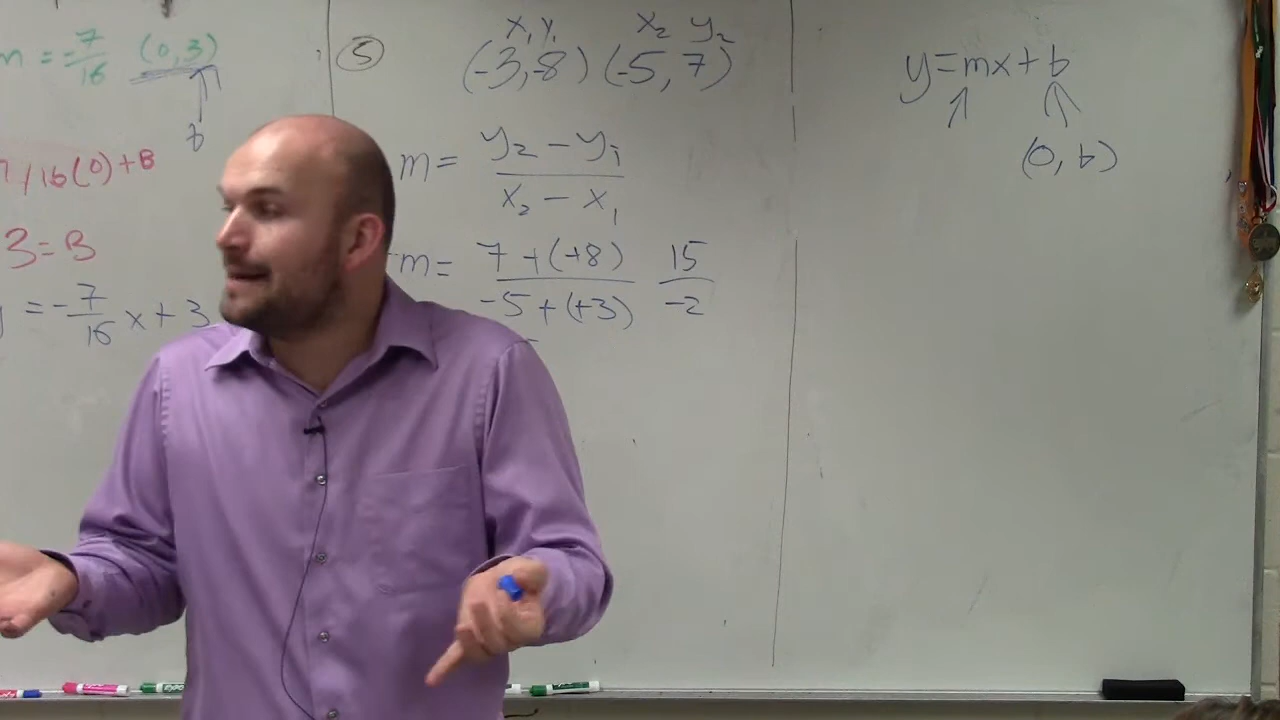 m = -7/16 (0,3)
b
7/16(0)+B
3=B
y = -7/16 x+3
5
x₁ y₁ x₂ y₂
(-3,-8) (-5,7)
m = y₂ - y₁ / x₂ - x₁
m = 7+(+8) / -5+(+3) 15 / -2
y=mx+b
(0, b)